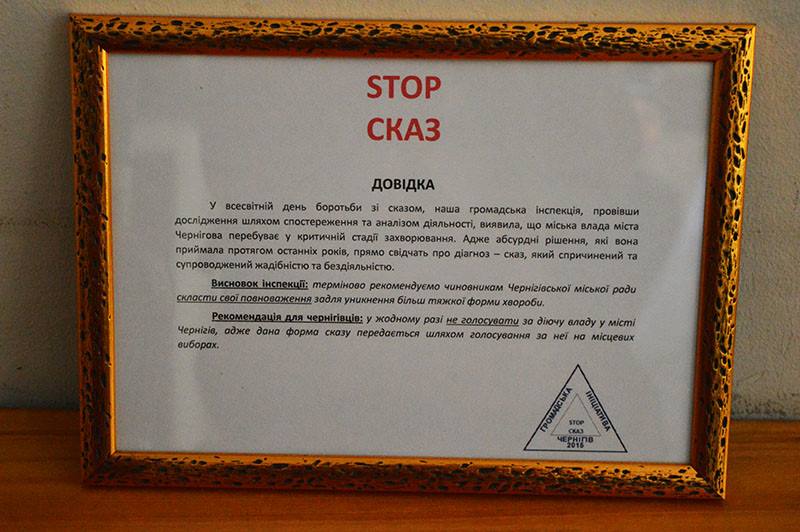 STOP
СКАЗ
ДОВІДКА
У всесвітній день боротьби зі сказом, наша громадська інспекція, провівши
дослідження шляхом спостереження та анализом діяльності, виявила, що міська влада міста
Чернігова перебуває у критичній стадії захворювання. Адже абсурдні рішення, які вона
приймала протягом останніх років, прямо свідчать про діагноз – сказ, який спричинений та
супроводжений жадібністю та бездіяльністю.
Висновок інспекції: терміново рекомендуємо чиновникам Чернігівської міської ради
скласти свої повноваження задля уникнення більш тяжкої форми хвороби.
Рекомендація для чернігівців: у жодному разі не голосувати за діючу владу у місті
Чернігів, адже дана форма сказу передається шляхом голосування за неї на місцевих
виборах.
ГРОМАДСЬКА
ІНІЦІАТИВА
STOP
СКАЗ
ЧЕРНІГІВ
2015